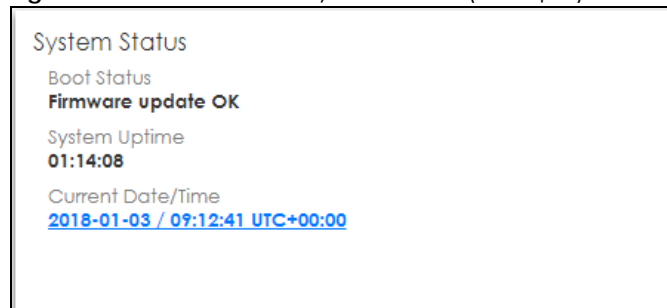 System Status
Boot Status
Firmware update OK
System Uptime
01:14:08
Current Date/Time
2018-01-03 / 09:12:41 UTC+00:00